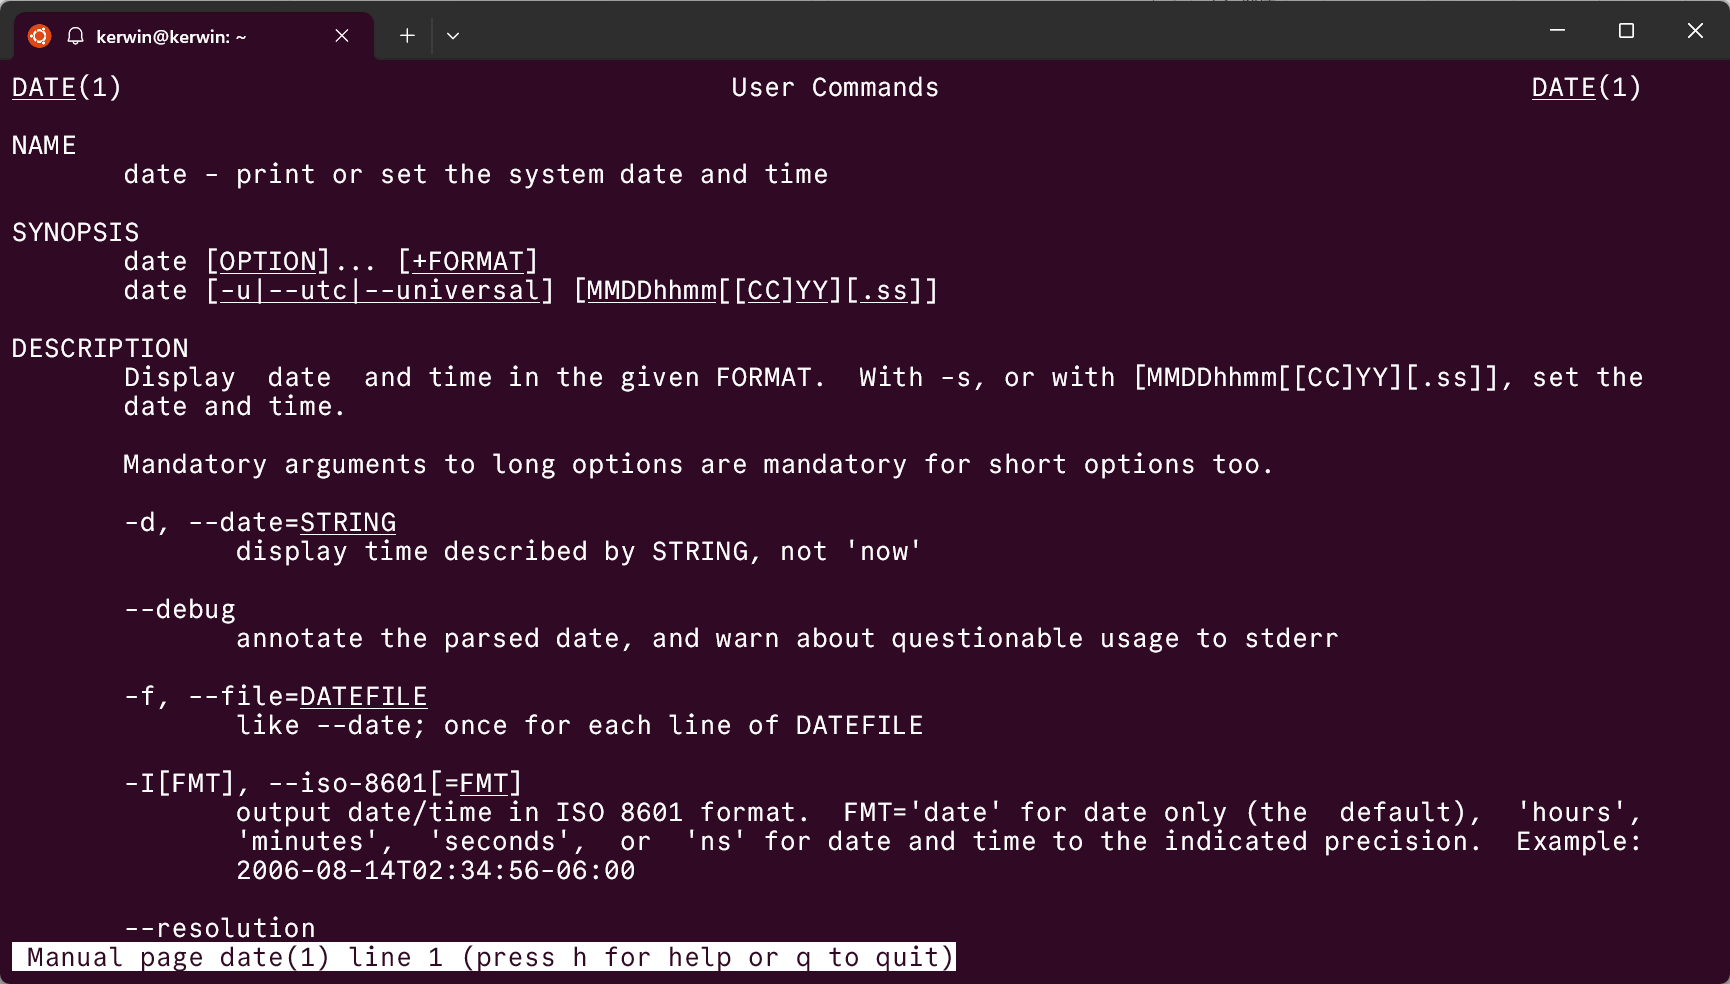 kerwin@kerwin: ~
DATE(1) User Commands DATE(1)
NAME
date - print or set the system date and time
SYNOPSIS
date [OPTION]... [+FORMAT]
date [-u|--utc|--universal] [MMDDhhmm[[CC]YY][.ss]]
DESCRIPTION
Display  date  and time in the given FORMAT.  With -s, or with [MMDDhhmm[[CC]YY][.ss]], set the
date and time.
Mandatory arguments to long options are mandatory for short options too.
-d, --date=STRING
display time described by STRING, not 'now'
--debug
annotate the parsed date, and warn about questionable usage to stderr
-f, --file=DATEFILE
like --date; once for each line of DATEFILE
-I[FMT], --iso-8601[=FMT]
output date/time in ISO 8601 format.  FMT='date' for date only (the  default),  'hours',
'minutes',  'seconds',  or  'ns' for date and time to the indicated precision.  Example:
2006-08-14T02:34:56-06:00
--resolution
Manual page date(1) line 1 (press h for help or q to quit)